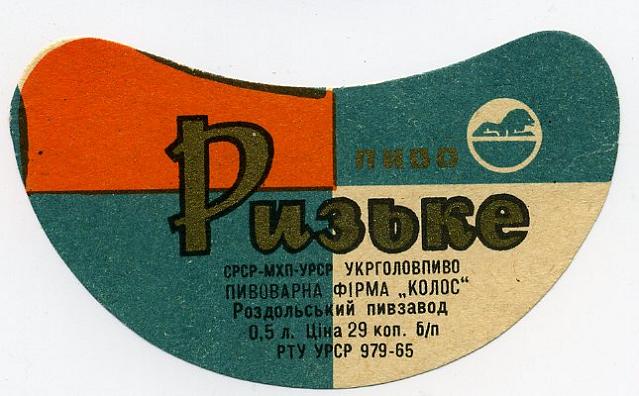 пиво
Ризьке
СРСР-МХП-УРСР УКРГОЛОВПИВО
ПИВОВАРНА ФІРМА „КОЛОС“
Роздольський пивзавод
0,5 л. Ціна 29 коп. б/п
РТУ УРСР 979-65